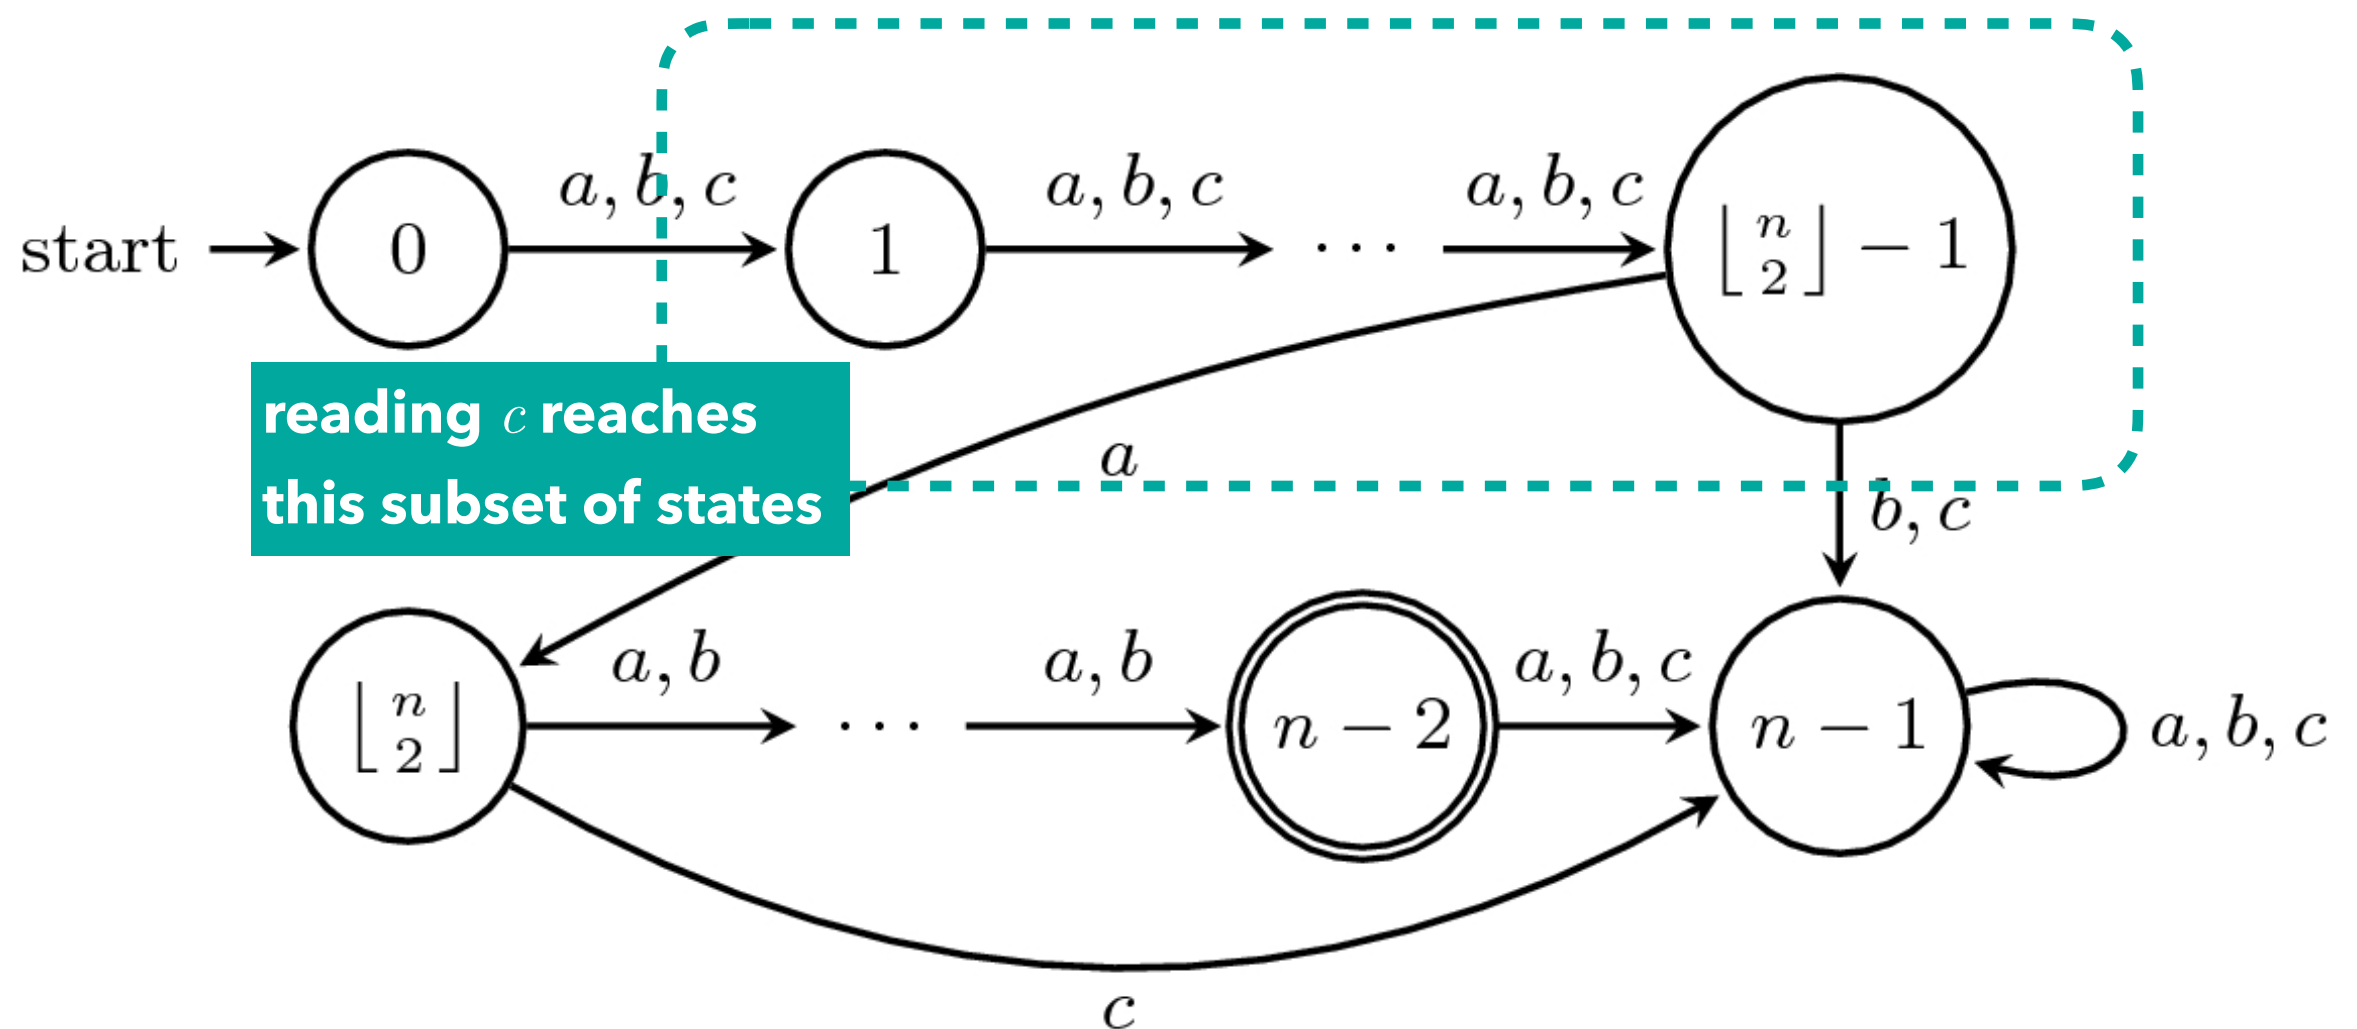 a, b, c
a, b, c
a, b, c
start
0
1
· · ·
⌊n/2⌋ − 1
reading c reaches
this subset of states
a
b, c
a, b
a, b
a, b, c
⌊n/2⌋
· · ·
n − 2
n − 1
a, b, c
c